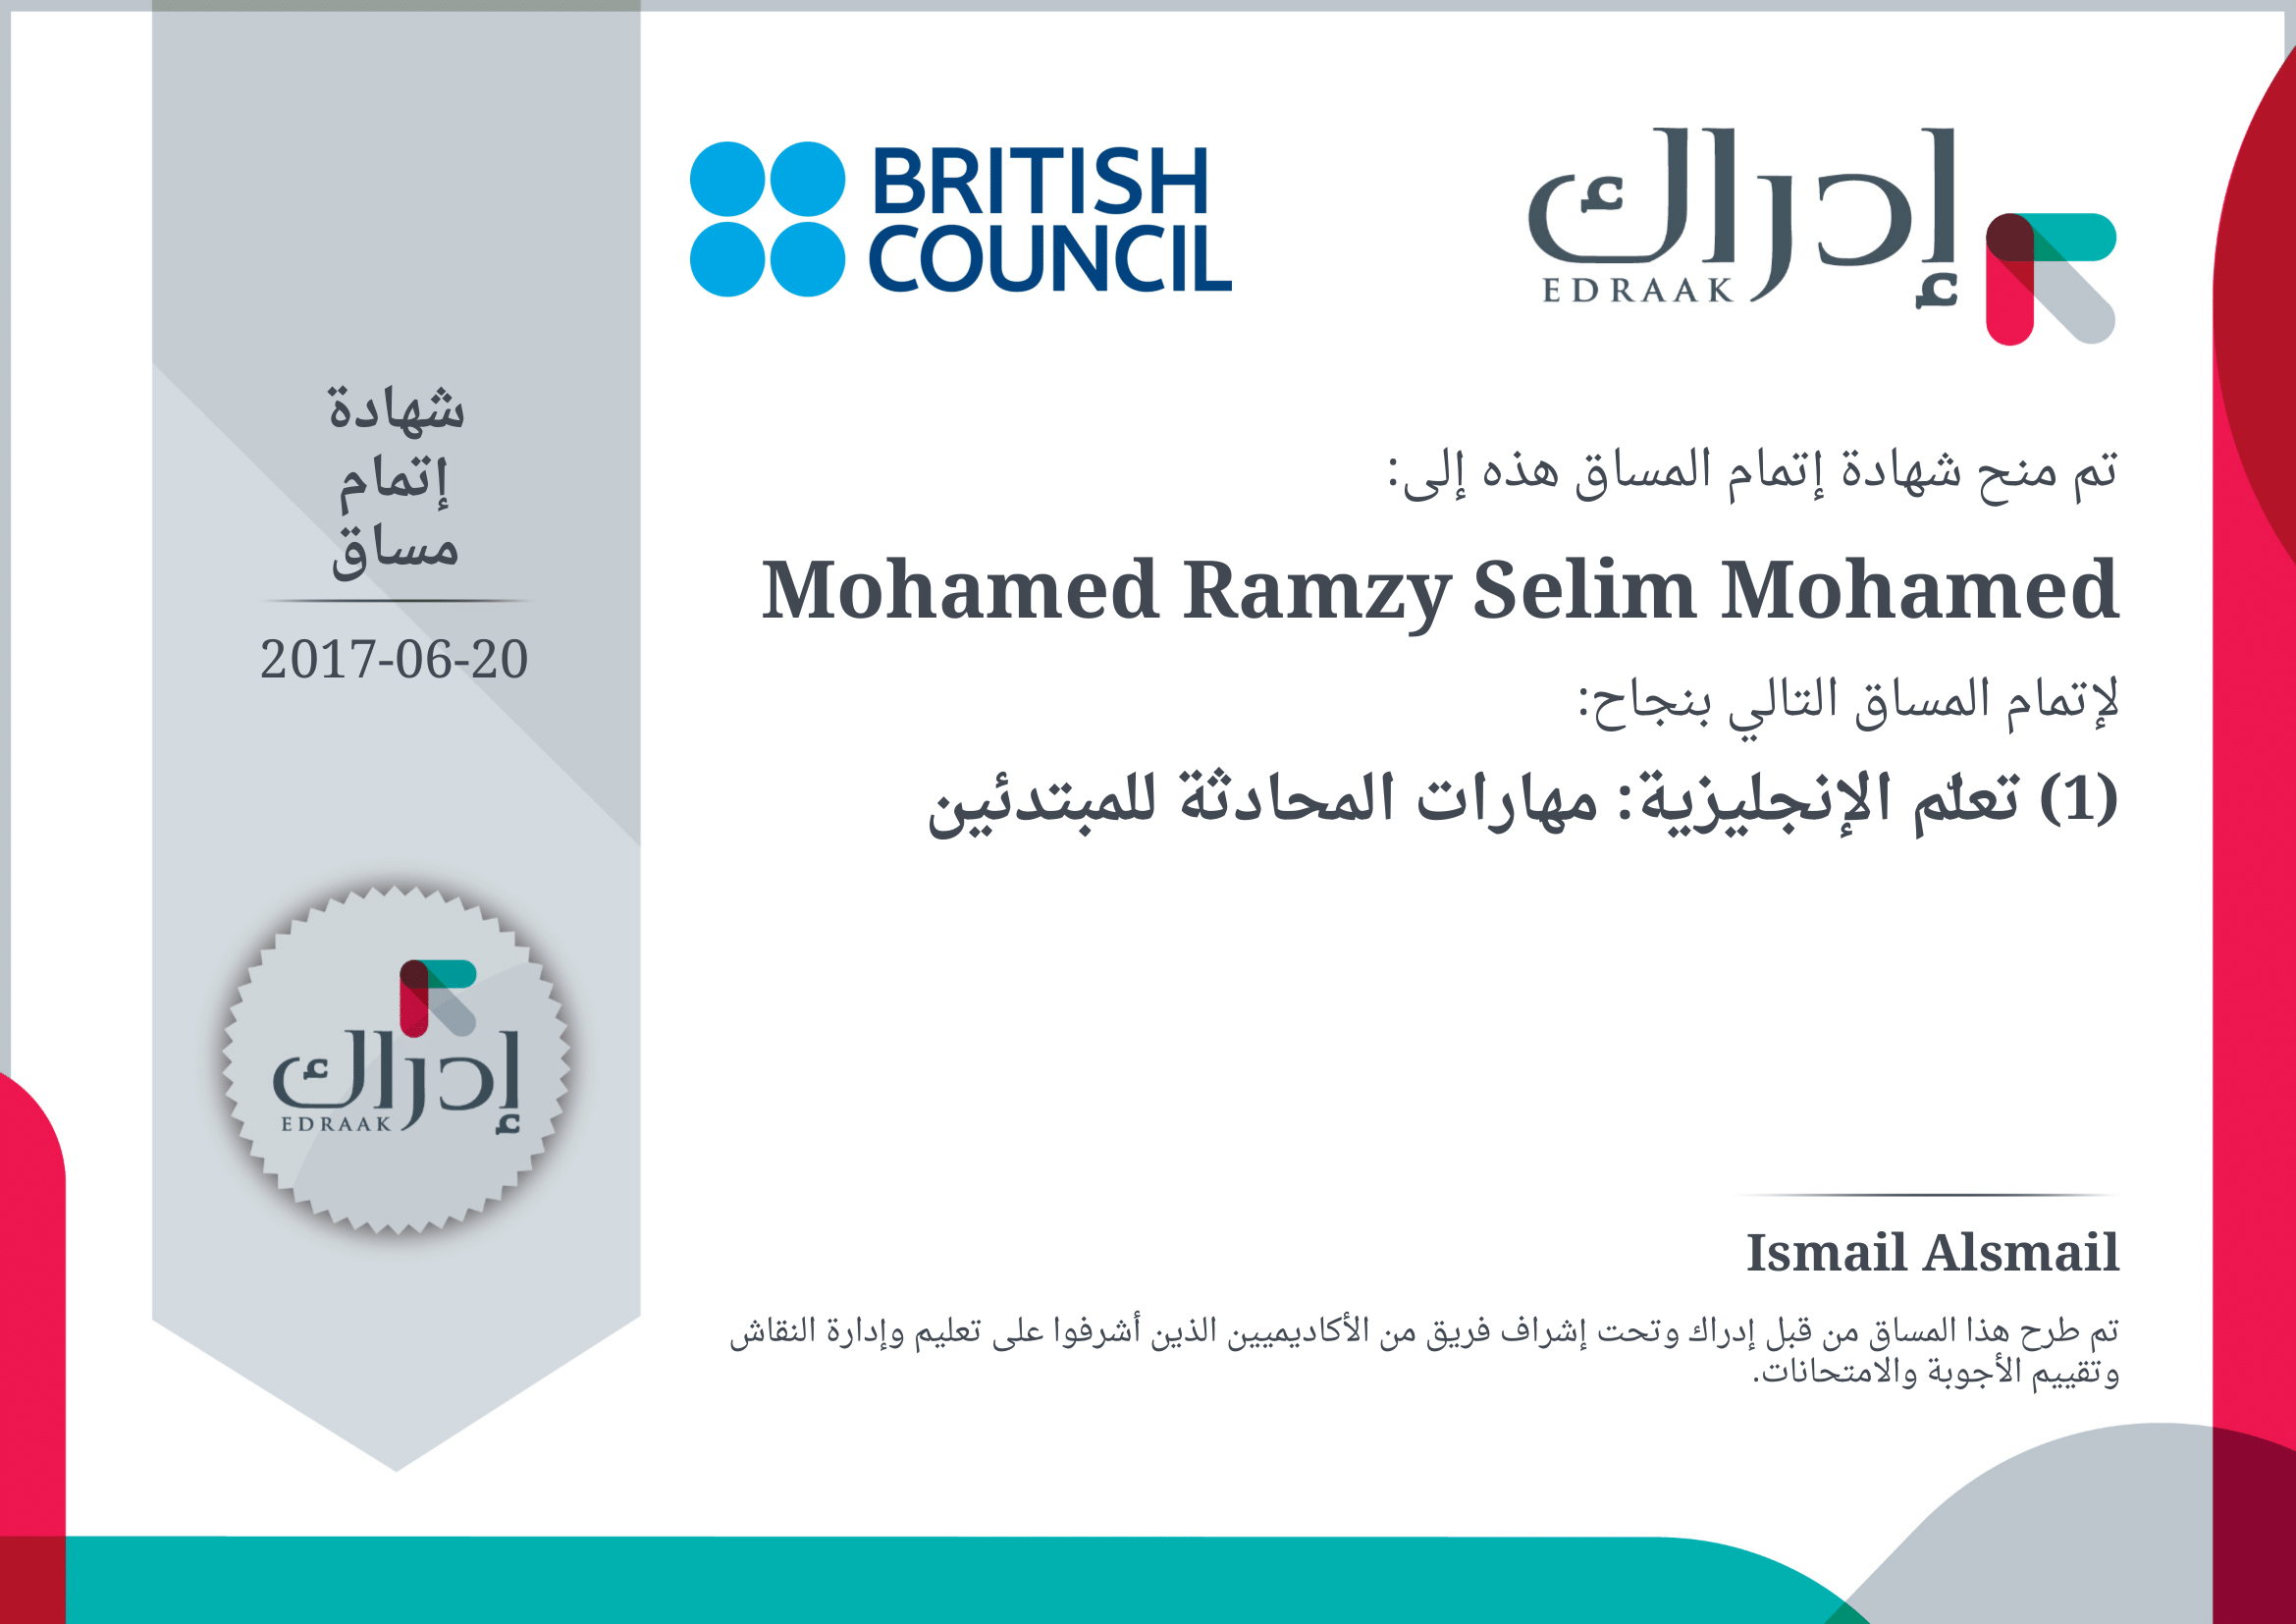 BRITISH
COUNCIL
إدراك
EDRAAK
شهادة
إتمام
مساق
2017-06-20
تم منح شهادة إتمام المساق هذه إلى:
Mohamed Ramzy Selim Mohamed
لإتمام المساق التالي بنجاح:
(1) تعلّم الإنجليزية: مهارات المحادثة للمبتدئين
إدراك
EDRAAK
Ismail Alsmail
تم طرح هذا المساق من قبل إدراك وتحت إشراف فريق من الأكاديميين الذين أشرفوا على تعليم وإدارة النقاش
وتقييم الأجوبة والامتحانات.